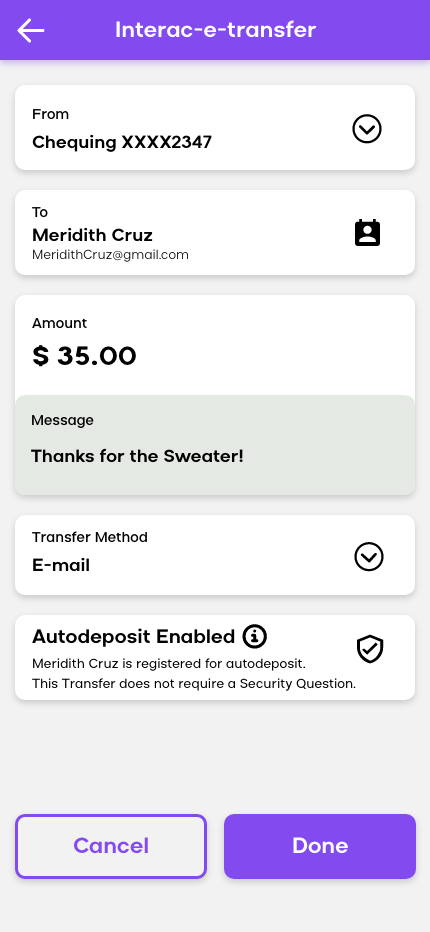 Interac-e-transfer
From
Chequing XXXX2347
To
Meridith Cruz
MeridithCruz@gmail.com
Amount
$ 35.00
Message
Thanks for the Sweater!
Transfer Method
E-mail
Autodeposit Enabled
Meridith Cruz is registered for autodeposit.
This Transfer does not require a Security Question.
Cancel
Done